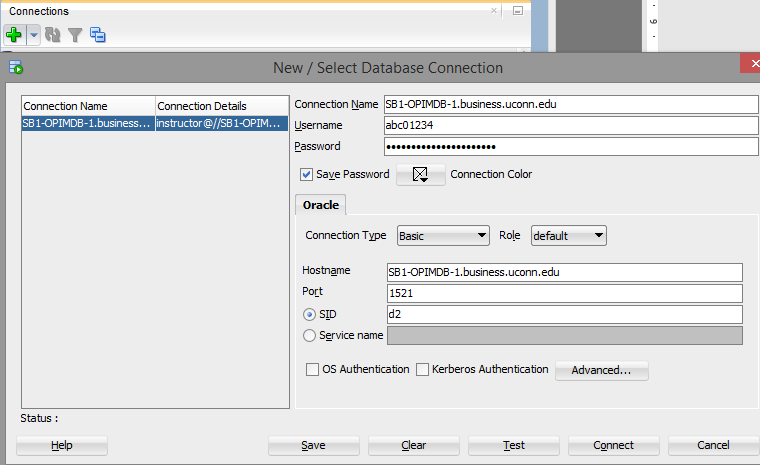 Connections
New / Select Database Connection
Connection Name Connection Details
SB1-OPIMDB-1.business... instructor@//SB1-OPIM...
Connection Name SB1-OPIMDB-1.business.uconn.edu
Username abc01234
Password ••••••••••••••••••••••
Save Password Connection Color
Oracle
Connection Type Basic Role default
Hostname SB1-OPIMDB-1.business.uconn.edu
Port 1521
SID d2
Service name
OS Authentication Kerberos Authentication Advanced...
Status :
Help Save Clear Test Connect Cancel